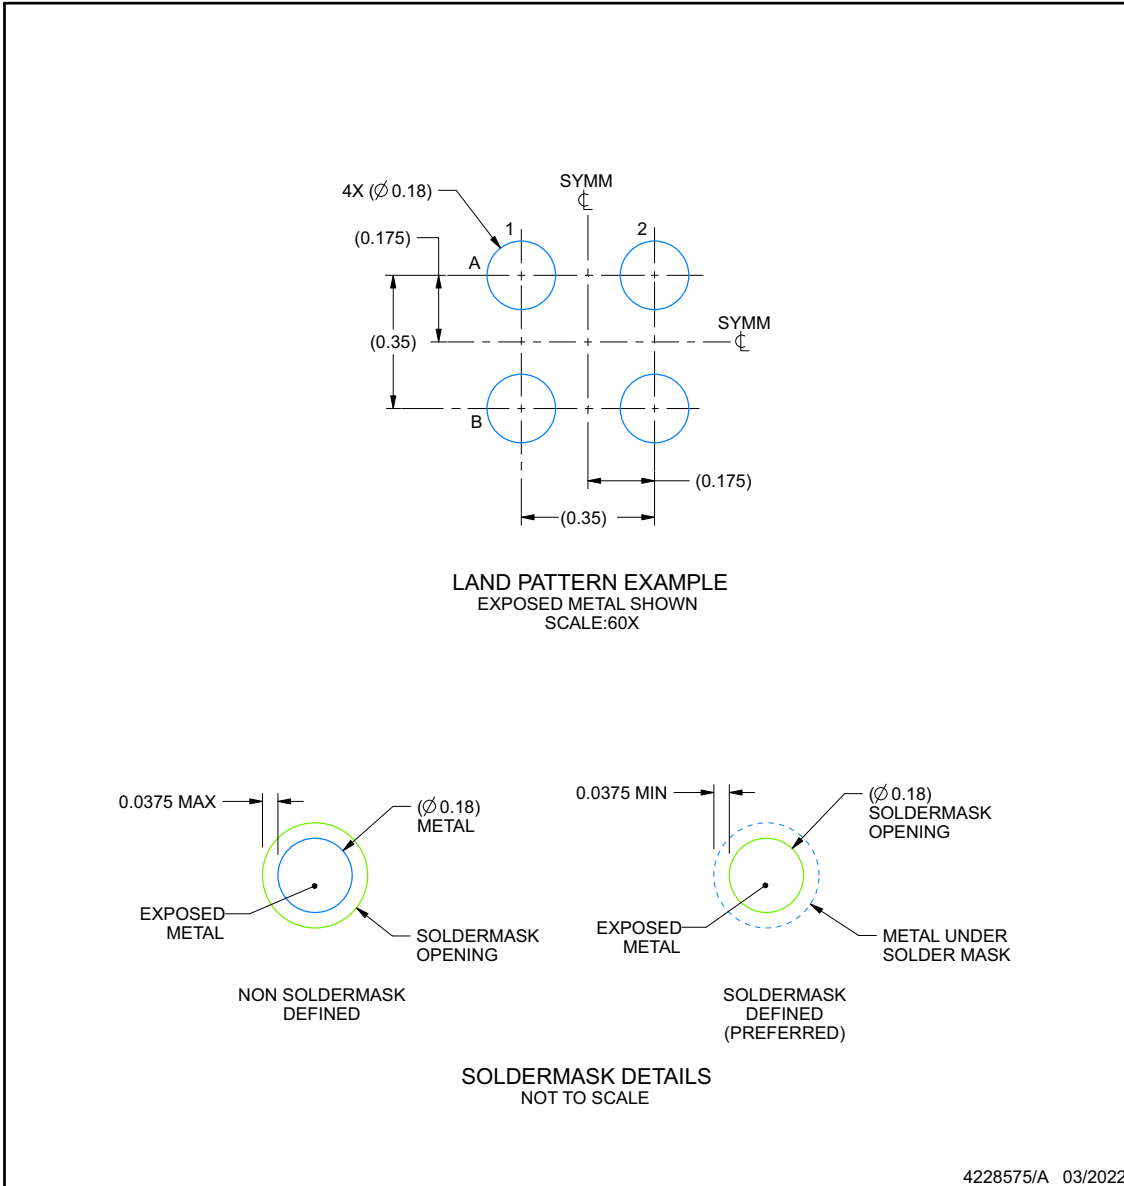 SYMM
℄
4X (∅ 0.18)
1
2
(0.175)
A
SYMM
℄
(0.35)
B
(0.175)
(0.35)
LAND PATTERN EXAMPLE
EXPOSED METAL SHOWN
SCALE:60X
0.0375 MAX
(∅ 0.18)
METAL
EXPOSED
METAL
SOLDERMASK
OPENING
NON SOLDERMASK
DEFINED
0.0375 MIN
(∅ 0.18)
SOLDERMASK
OPENING
EXPOSED
METAL
METAL UNDER
SOLDER MASK
SOLDERMASK
DEFINED
(PREFERRED)
SOLDERMASK DETAILS
NOT TO SCALE
4228575/A 03/2022